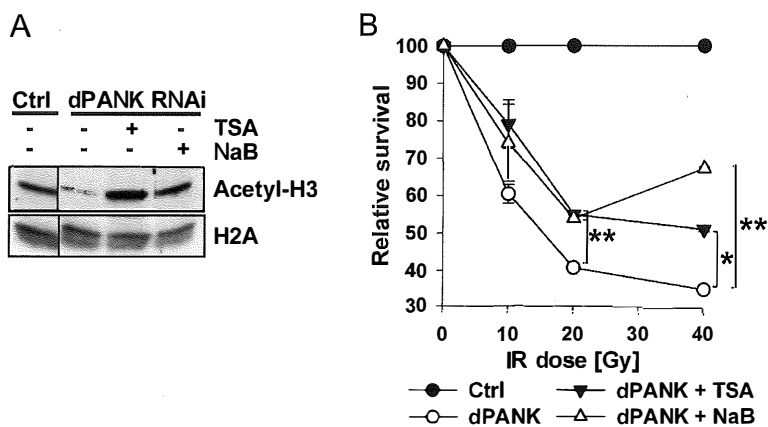 A
Ctrl dPANK RNAi
- - + - TSA
- - - + NaB
Acetyl-H3
H2A
B
Relative survival
100
90
80
70
60
50
40
30
**
*
**
0 10 20 30 40
IR dose [Gy]
Ctrl dPANK + TSA
dPANK dPANK + NaB